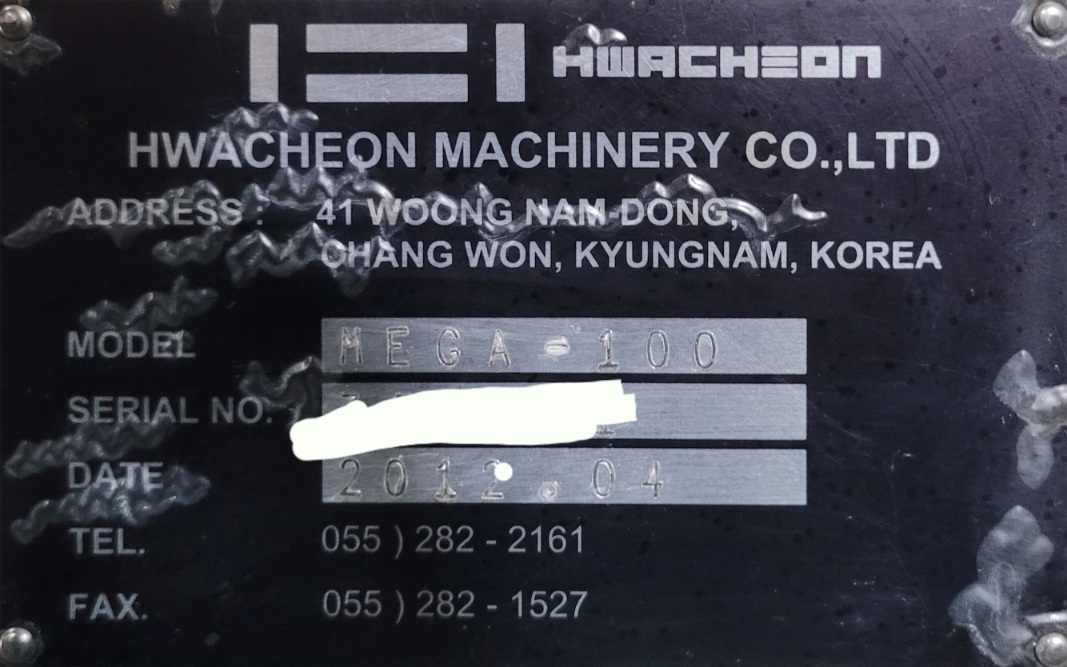 HWACHEON
HWACHEON MACHINERY CO.,LTD
ADDRESS : 41 WOONG NAM-DONG,
CHANG WON, KYUNGNAM, KOREA
MODEL MEGA-100
SERIAL NO.
DATE 2012.04
TEL. 055 ) 282 - 2161
FAX. 055 ) 282 - 1527